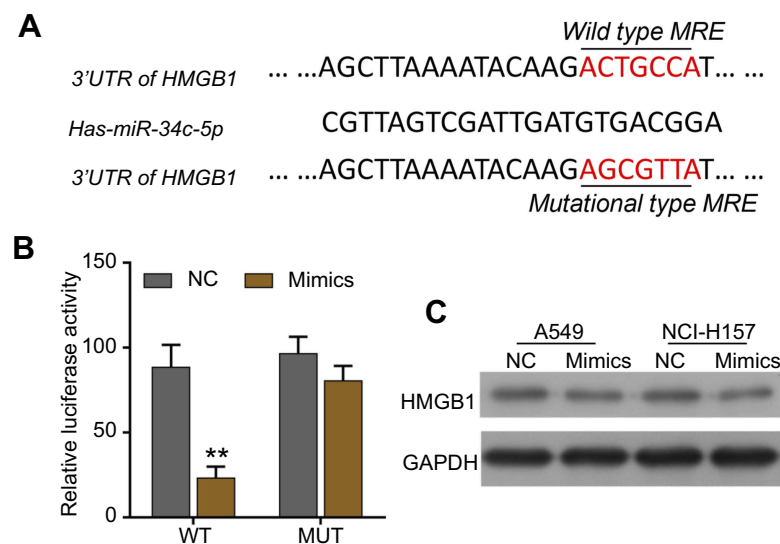 A
Wild type MRE
3'UTR of HMGB1 ... ...AGCTTAAAATACAAGACTGCCAT... ...
Has-miR-34c-5p CGTTAGTCGATTGATGTGACGGA
3'UTR of HMGB1 ... ...AGCTTAAAATACAAGAGCGTTAT... ...
Mutational type MRE
B
Relative luciferase activity
150
100
50
0
NC Mimics
**
WT MUT
C
A549 NCI-H157
NC Mimics NC Mimics
HMGB1
GAPDH